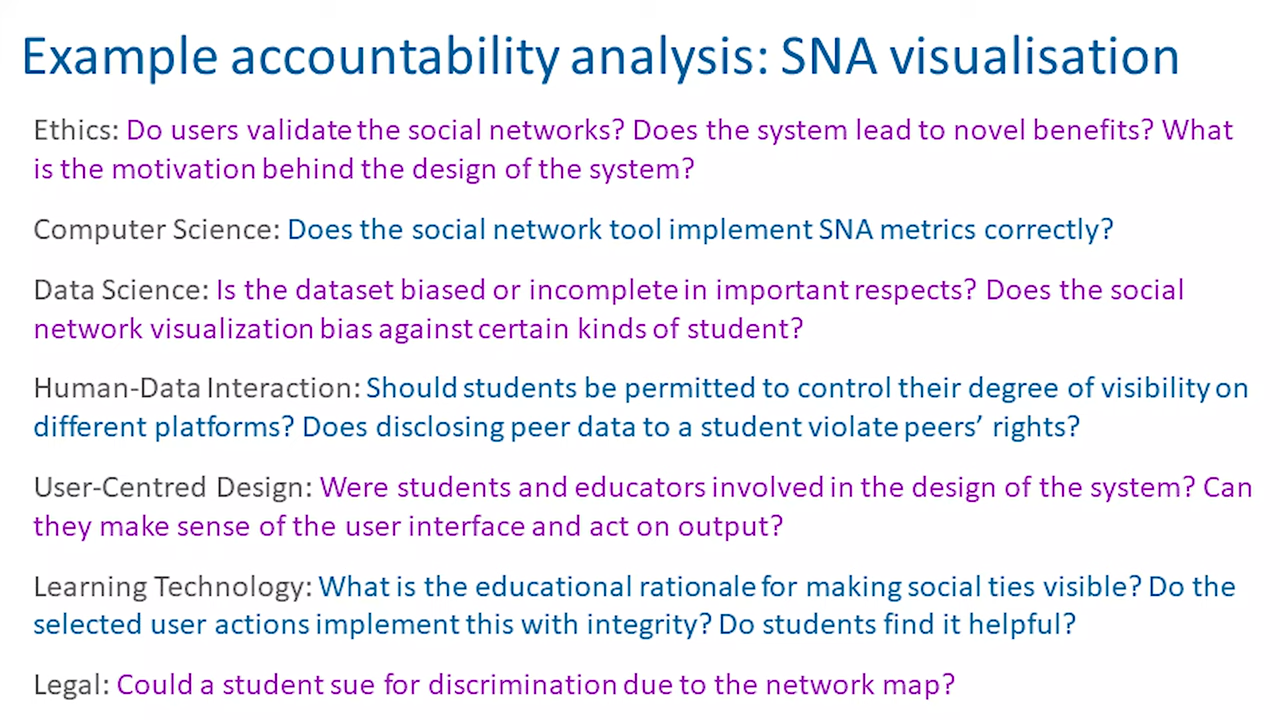 Example accountability analysis: SNA visualisation
Ethics: Do users validate the social networks? Does the system lead to novel benefits? What
is the motivation behind the design of the system?
Computer Science: Does the social network tool implement SNA metrics correctly?
Data Science: Is the dataset biased or incomplete in important respects? Does the social
network visualization bias against certain kinds of student?
Human-Data Interaction: Should students be permitted to control their degree of visibility on
different platforms? Does disclosing peer data to a student violate peers’ rights?
User-Centred Design: Were students and educators involved in the design of the system? Can
they make sense of the user interface and act on output?
Learning Technology: What is the educational rationale for making social ties visible? Do the
selected user actions implement this with integrity? Do students find it helpful?
Legal: Could a student sue for discrimination due to the network map?